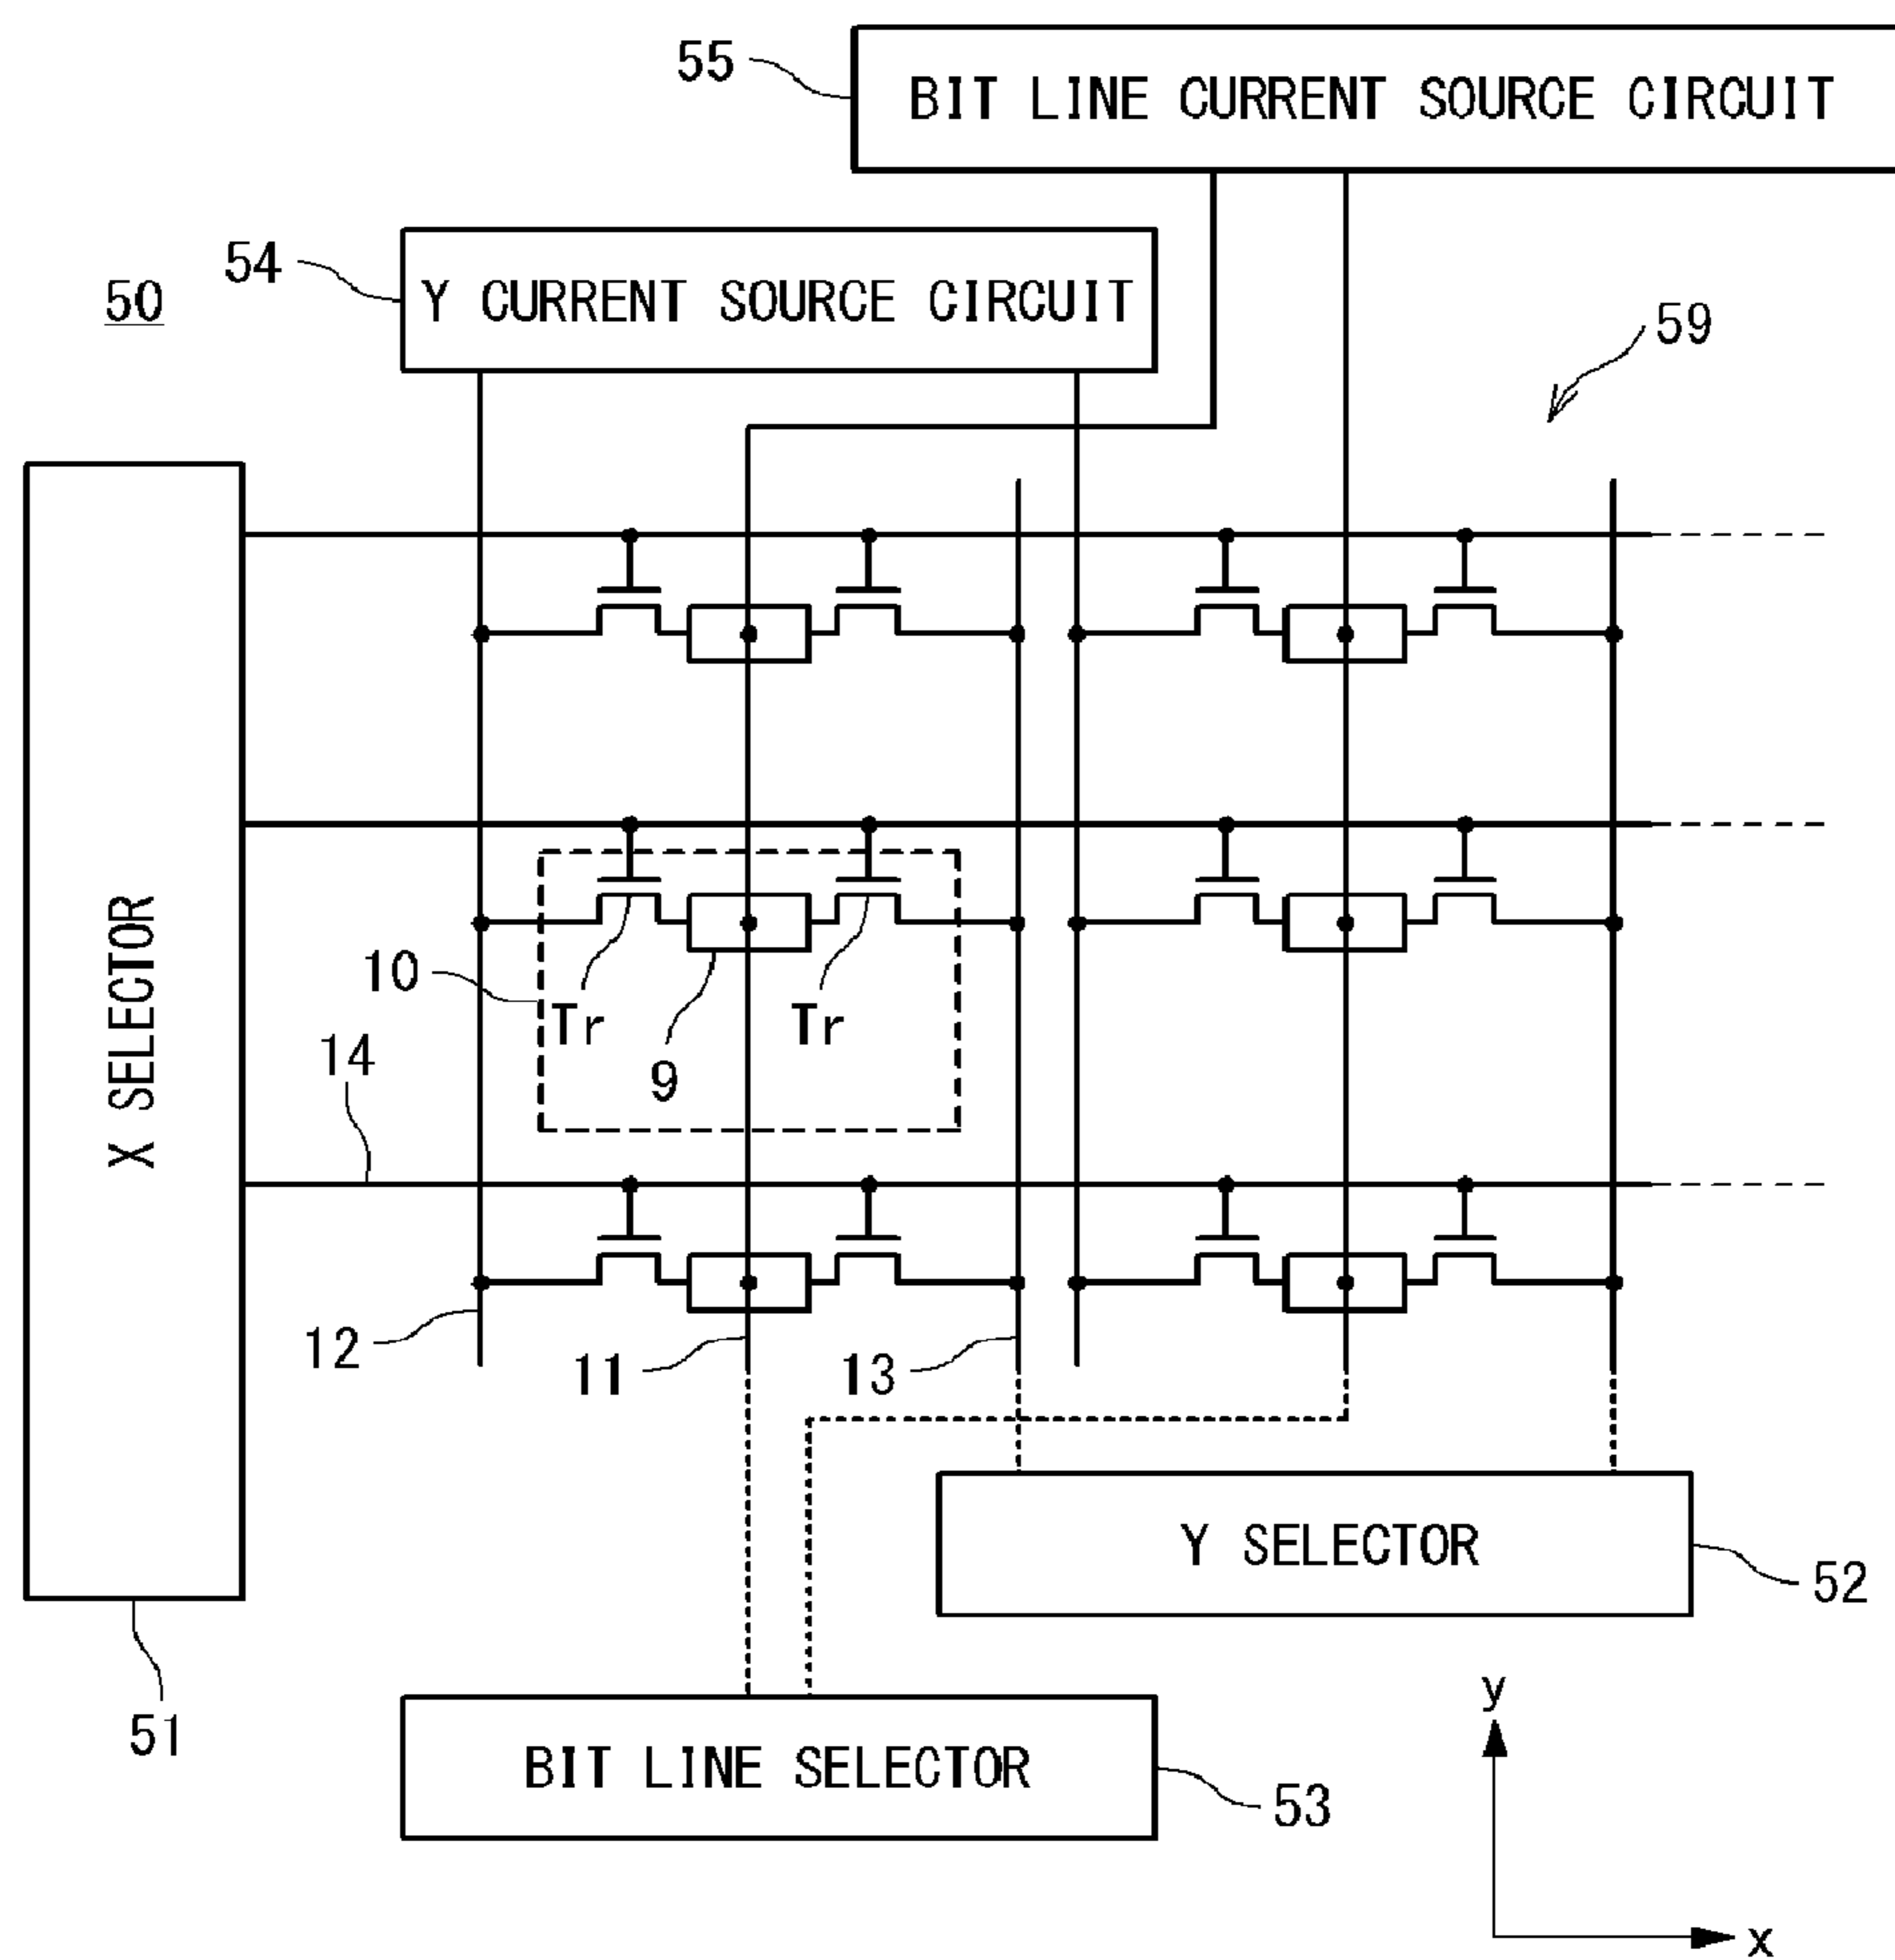 55
BIT LINE CURRENT SOURCE CIRCUIT
54
Y CURRENT SOURCE CIRCUIT
50
59
X SELECTOR
10
Tr
Tr
9
14
12
11
13
Y SELECTOR
52
51
BIT LINE SELECTOR
53
y
x